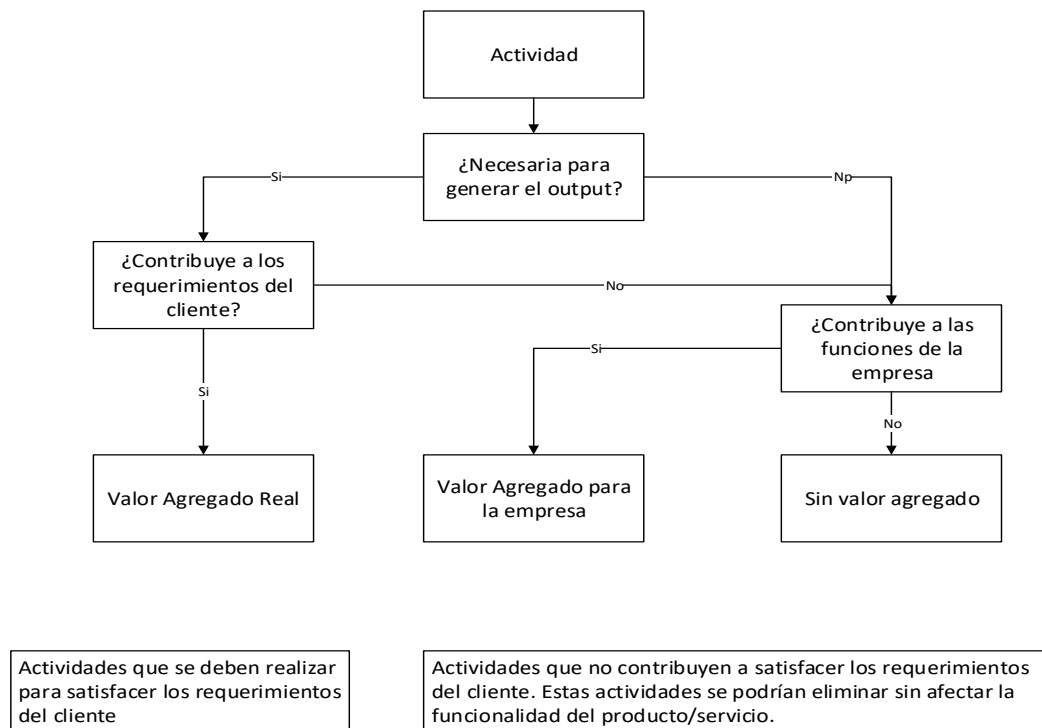 Actividad
¿Necesaria para
generar el output?
Si
Np
¿Contribuye a los
requerimientos del
cliente?
No
¿Contribuye a las
funciones de la
empresa
Si
Si
No
Valor Agregado Real
Valor Agregado para
la empresa
Sin valor agregado
Actividades que se deben realizar
para satisfacer los requerimientos
del cliente
Actividades que no contribuyen a satisfacer los requerimientos
del cliente. Estas actividades se podrían eliminar sin afectar la
funcionalidad del producto/servicio.